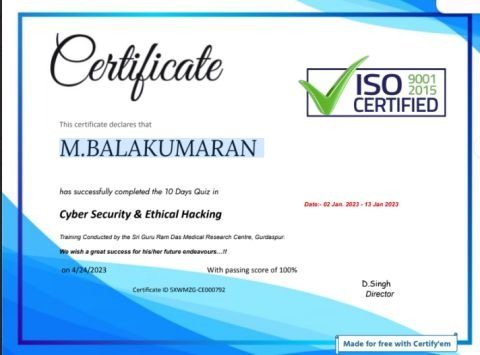 Certificate
ISO 9001 2015
CERTIFIED
This certificate declares that
M.BALAKUMARAN
has successfully completed the 10 Days Quiz in
Date:- 02 Jan. 2023 - 13 Jan 2023
Cyber Security & Ethical Hacking
Training Conducted by the Sri Guru Ram Das Medical Research Centre, Gurdaspur.
We wish a great success for his/her future endeavours...!!
on 4/24/2023 With passing score of 100%
Certificate ID SXWMZG-CE000792
D.Singh
Director
Made for free with Certify'em